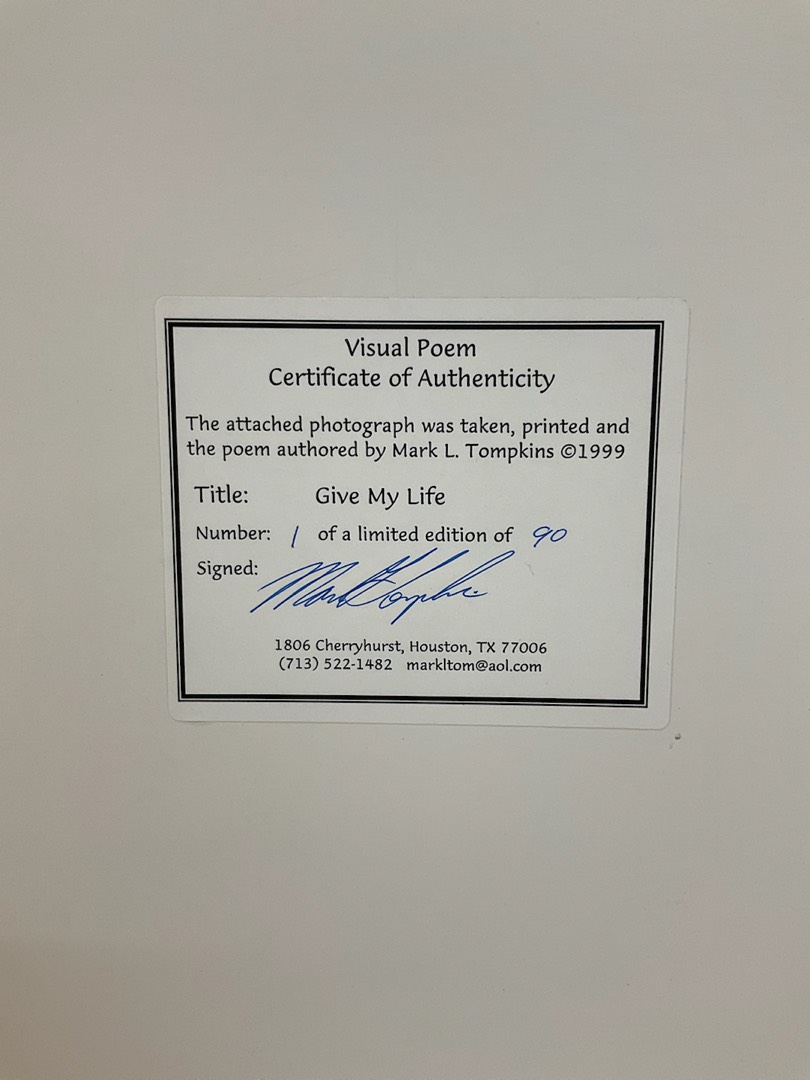 Visual Poem
Certificate of Authenticity
The attached photograph was taken, printed and
the poem authored by Mark L. Tompkins ©1999
Title: Give My Life
Number: 1 of a limited edition of 90
Signed: Mark L Tompkins
1806 Cherryhurst, Houston, TX 77006
(713) 522-1482 markltom@aol.com